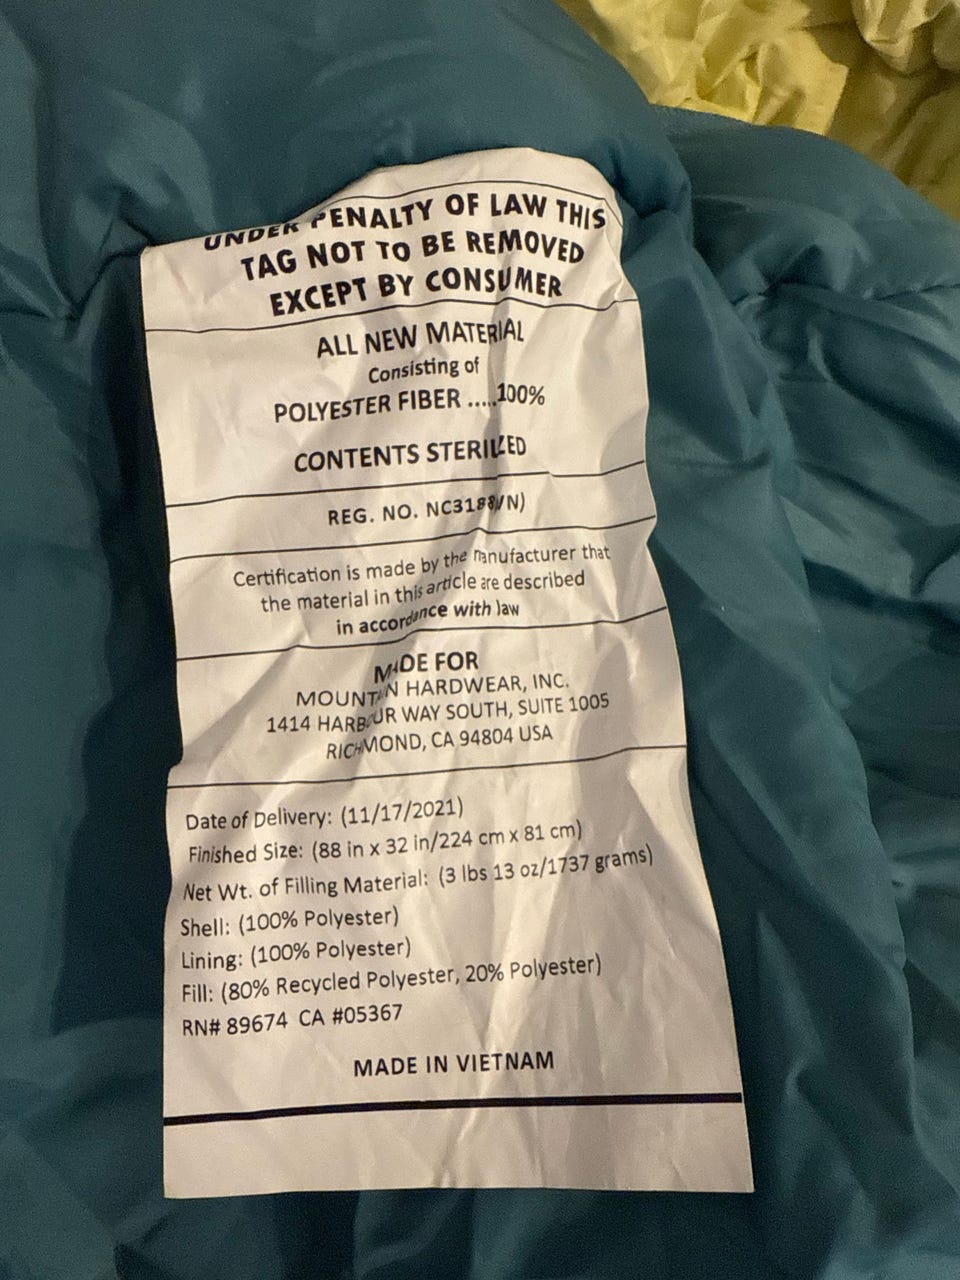 UNDER PENALTY OF LAW THIS
TAG NOT TO BE REMOVED
EXCEPT BY CONSUMER
ALL NEW MATERIAL
Consisting of
POLYESTER FIBER .....100%
CONTENTS STERILIZED
REG. NO.
Certification is made by the manufacturer that
the material in this article are described
in accordance with law
MADE FOR
MOUNTAIN HARDWEAR, INC.
1414 HARBOUR WAY SOUTH, SUITE 1005
RICHMOND, CA 94804 USA
Date of Delivery: (11/17/2021)
Finished Size: (88 in x 32 in/224 cm x 81 cm)
Net Wt. of Filling Material: (3 lbs 13 oz/1737 grams)
Shell: (100% Polyester)
Lining: (100% Polyester)
Fill: (80% Recycled Polyester, 20% Polyester)
RN# 89674 CA #05367
MADE IN VIETNAM